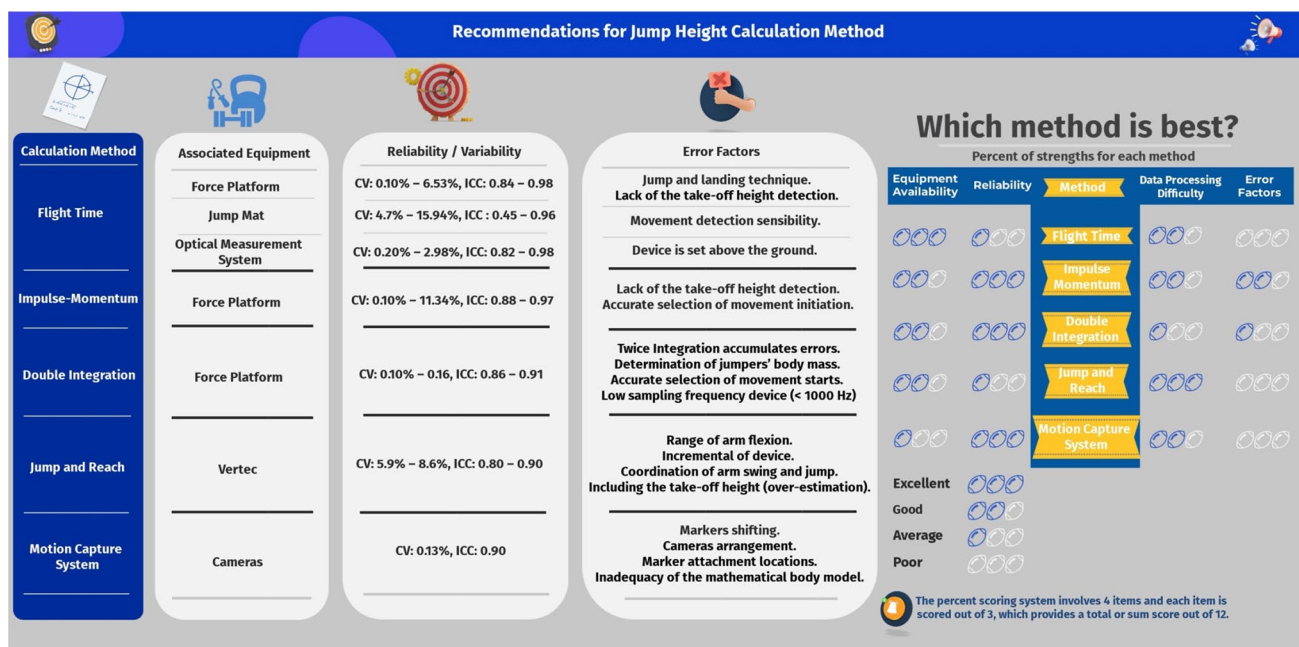 Recommendations for Jump Height Calculation Method
Calculation Method
Flight Time
Impulse-Momentum
Double Integration
Jump and Reach
Motion Capture
System
Associated Equipment
Force Platform
Jump Mat
Optical Measurement
System
Force Platform
Force Platform
Vertec
Cameras
Reliability / Variability
CV: 0.10% – 6.53%, ICC: 0.84 – 0.98
CV: 4.7% – 15.94%, ICC : 0.45 – 0.96
CV: 0.20% – 2.98%, ICC: 0.82 – 0.98
CV: 0.10% – 11.34%, ICC: 0.88 – 0.97
CV: 0.10% – 0.16, ICC: 0.86 – 0.91
CV: 5.9% – 8.6%, ICC: 0.80 – 0.90
CV: 0.13%, ICC: 0.90
Error Factors
Jump and landing technique.
Lack of the take-off height detection.
Movement detection sensibility.
Device is set above the ground.
Lack of the take-off height detection.
Accurate selection of movement initiation.
Twice Integration accumulates errors.
Determination of jumpers' body mass.
Accurate selection of movement starts.
Low sampling frequency device (< 1000 Hz)
Range of arm flexion.
Incremental of device.
Coordination of arm swing and jump.
Including the take-off height (over-estimation).
Markers shifting.
Cameras arrangement.
Marker attachment locations.
Inadequacy of the mathematical body model.
Which method is best?
Percent of strengths for each method
Equipment
Availability
Reliability
Method
Data Processing
Difficulty
Error
Factors
Flight Time
Impulse
Momentum
Double
Integration
Jump and
Reach
Motion Capture
System
Excellent
Good
Average
Poor
The percent scoring system involves 4 items and each item is
scored out of 3, which provides a total or sum score out of 12.